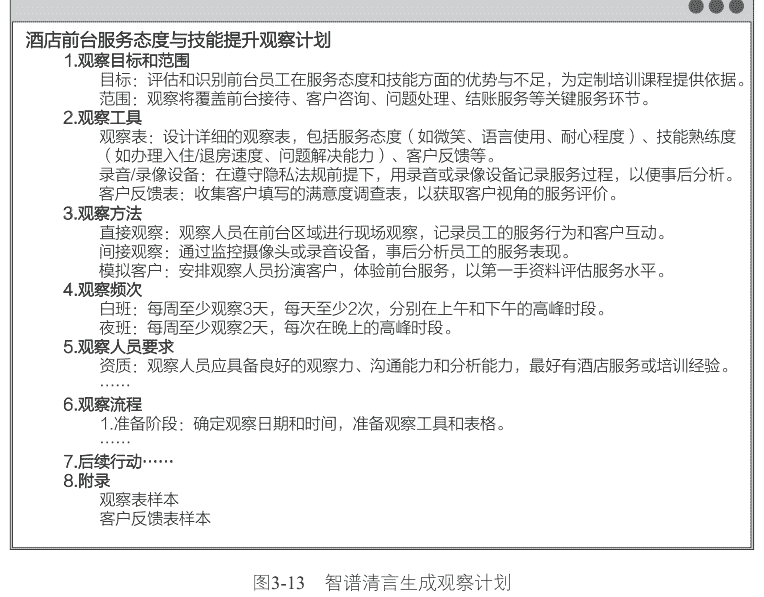 酒店前台服务态度与技能提升观察计划
1.观察目标和范围
目标：评估和识别前台员工在服务态度和技能方面的优势与不足，为定制培训课程提供依据。
范围：观察将覆盖前台接待、客户咨询、问题处理、结账服务等关键服务环节。
2.观察工具
观察表：设计详细的观察表，包括服务态度（如微笑、语言使用、耐心程度）、技能熟练度
（如办理入住/退房速度、问题解决能力）、客户反馈等。
录音/录像设备：在遵守隐私法规前提下，用录音或录像设备记录服务过程，以便事后分析。
客户反馈表：收集客户填写的满意度调查表，以获取客户视角的服务评价。
3.观察方法
直接观察：观察人员在前台区域进行现场观察，记录员工的服务行为和客户互动。
间接观察：通过监控摄像头或录音设备，事后分析员工的服务表现。
模拟客户：安排观察人员扮演客户，体验前台服务，以第一手资料评估服务水平。
4.观察频次
白班：每周至少观察3天，每天至少2次，分别在上午和下午的高峰时段。
夜班：每周至少观察2天，每次在晚上的高峰时段。
5.观察人员要求
资质：观察人员应具备良好的观察力、沟通能力和分析能力，最好有酒店服务或培训经验。
……
6.观察流程
1.准备阶段：确定观察日期和时间，准备观察工具和表格。
……
7.后续行动……
8.附录
观察表样本
客户反馈表样本
图3-13　智谱清言生成观察计划